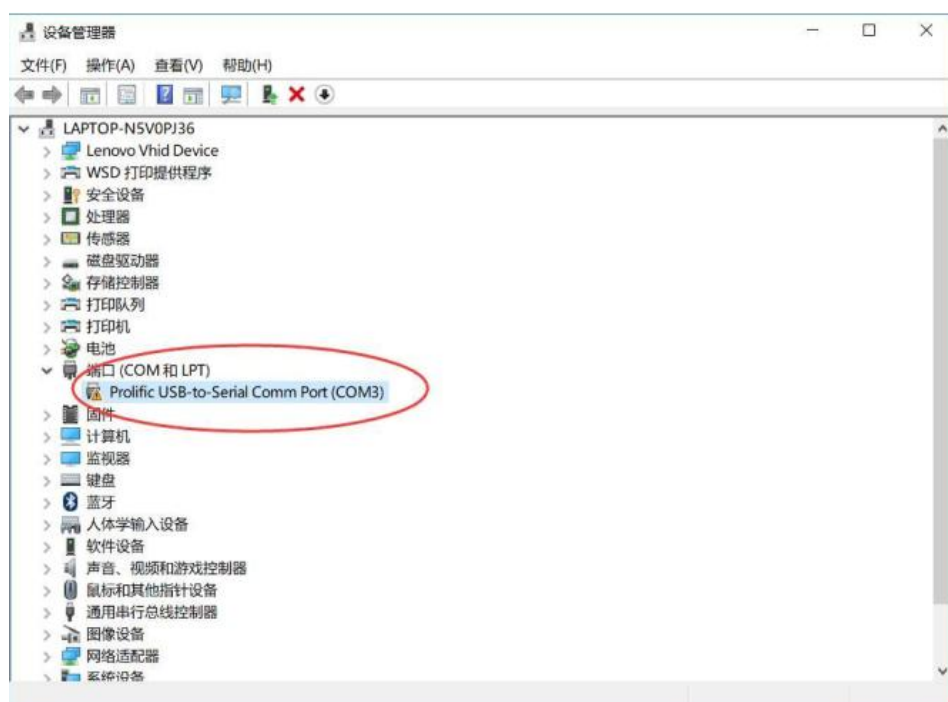 设备管理器
文件(F) 操作(A) 查看(V) 帮助(H)
LAPTOP-N5V0PJ36
Lenovo Vhid Device
WSD 打印提供程序
安全设备
处理器
传感器
磁盘驱动器
存储控制器
打印队列
打印机
电池
端口 (COM 和 LPT)
Prolific USB-to-Serial Comm Port (COM3)
固件
计算机
监视器
键盘
蓝牙
人体学输入设备
软件设备
声音、视频和游戏控制器
鼠标和其他指针设备
通用串行总线控制器
图像设备
网络适配器
系统设备